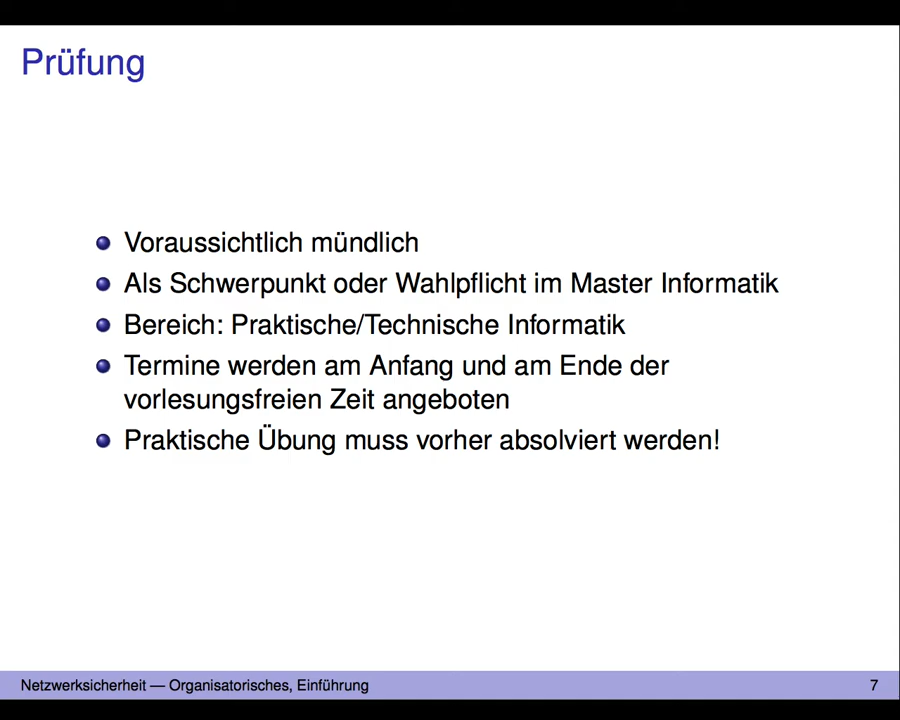 Prüfung
Voraussichtlich mündlich
Als Schwerpunkt oder Wahlpflicht im Master Informatik
Bereich: Praktische/Technische Informatik
Termine werden am Anfang und am Ende der
vorlesungsfreien Zeit angeboten
Praktische Übung muss vorher absolviert werden!
Netzwerksicherheit — Organisatorisches, Einführung 7